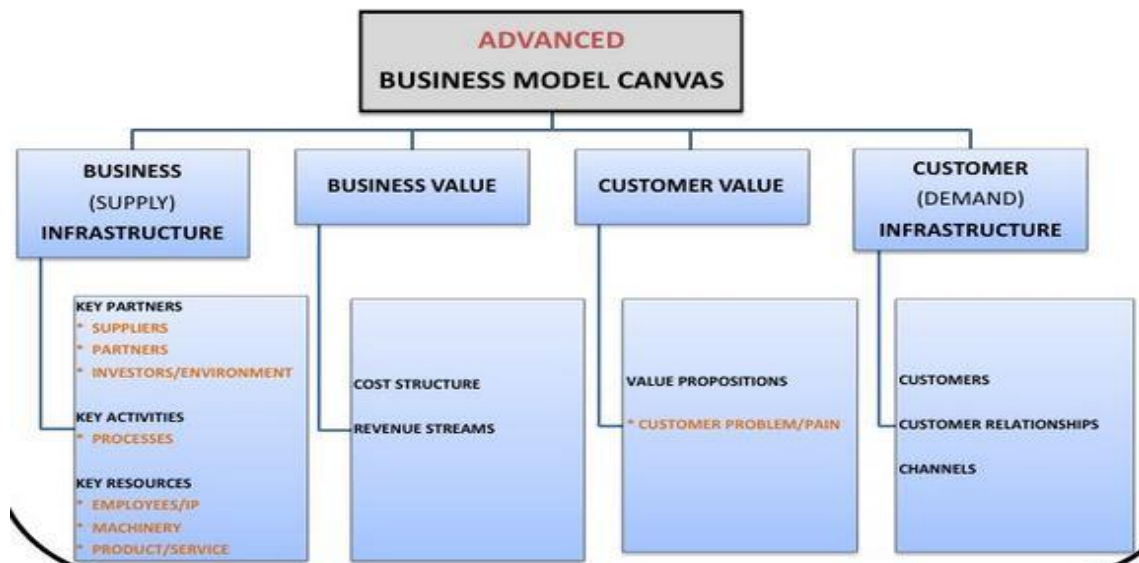 ADVANCED
BUSINESS MODEL CANVAS
BUSINESS
(SUPPLY)
INFRASTRUCTURE
BUSINESS VALUE
CUSTOMER VALUE
CUSTOMER
(DEMAND)
INFRASTRUCTURE
KEY PARTNERS
* SUPPLIERS
* PARTNERS
* INVESTORS/ENVIRONMENT
KEY ACTIVITIES
* PROCESSES
KEY RESOURCES
* EMPLOYEES/IP
* MACHINERY
* PRODUCT/SERVICE
COST STRUCTURE
REVENUE STREAMS
VALUE PROPOSITIONS
* CUSTOMER PROBLEM/PAIN
CUSTOMERS
CUSTOMER RELATIONSHIPS
CHANNELS